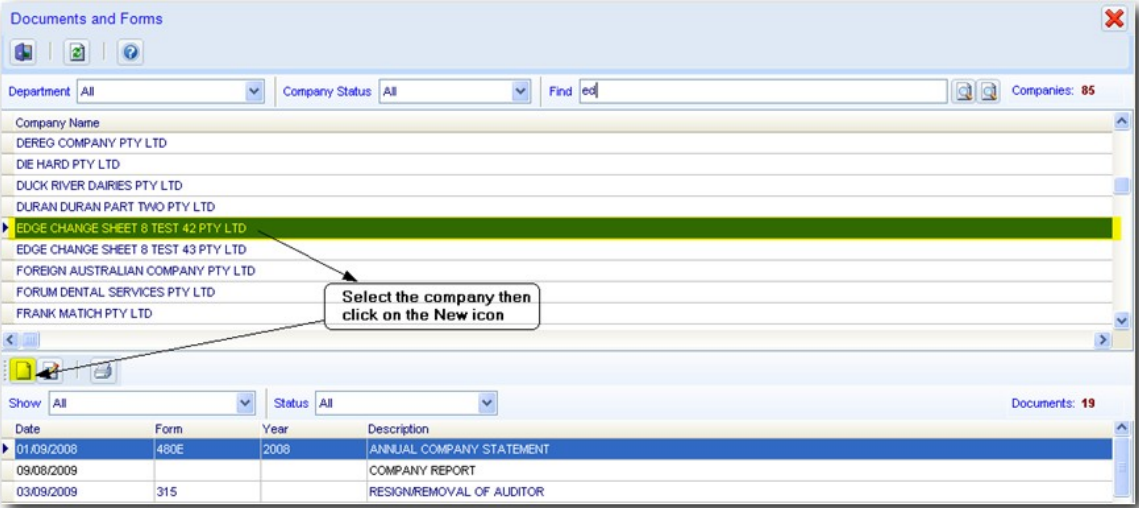 Documents and Forms
Department All Company Status All Find ed Companies: 85
Company Name
DEREG COMPANY PTY LTD
DIE HARD PTY LTD
DUCK RIVER DAIRIES PTY LTD
DURAN DURAN PART TWO PTY LTD
EDGE CHANGE SHEET 8 TEST 42 PTY LTD
EDGE CHANGE SHEET 8 TEST 43 PTY LTD
FOREIGN AUSTRALIAN COMPANY PTY LTD
FORUM DENTAL SERVICES PTY LTD
FRANK MATICH PTY LTD
Select the company then
click on the New icon
Show All Status All Documents: 19
Date Form Year Description
01/09/2008 480E 2008 ANNUAL COMPANY STATEMENT
09/08/2009 COMPANY REPORT
03/09/2009 315 RESIGN/REMOVAL OF AUDITOR